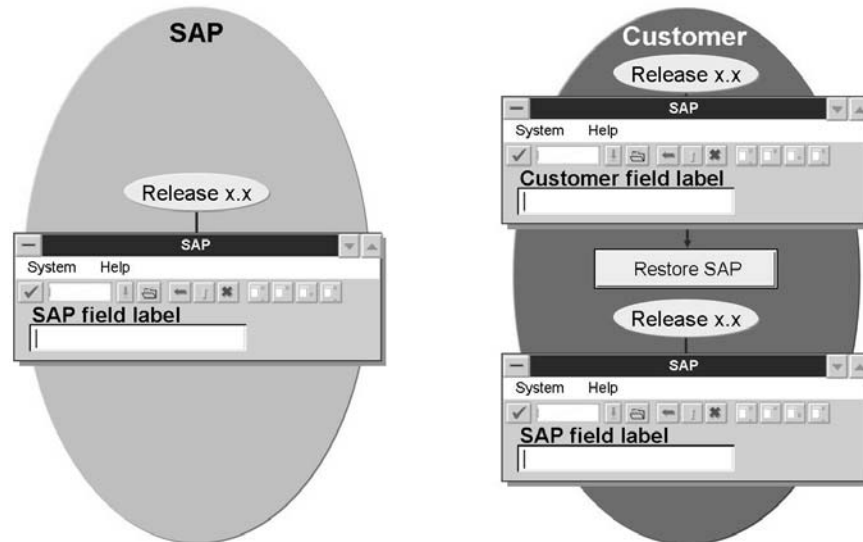 SAP
Release x.x
SAP
System Help
SAP field label
Customer
Release x.x
SAP
System Help
Customer field label
Restore SAP
Release x.x
SAP
System Help
SAP field label